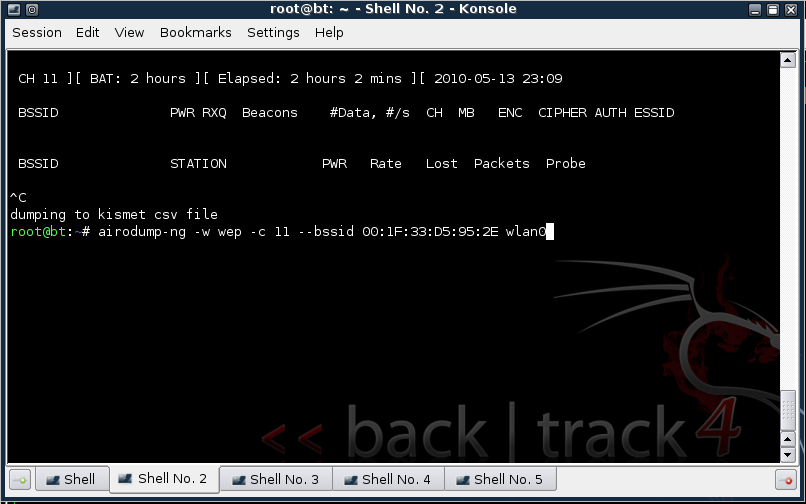 root@bt: ~ - Shell No. 2 - Konsole
Session Edit View Bookmarks Settings Help
CH 11 ][ BAT: 2 hours ][ Elapsed: 2 hours 2 mins ][ 2010-05-13 23:09
BSSID PWR RXQ Beacons #Data, #/s CH MB ENC CIPHER AUTH ESSID
BSSID STATION PWR Rate Lost Packets Probe
^C
dumping to kismet csv file
root@bt:~# airodump-ng -w wep -c 11 --bssid 00:1F:33:D5:95:2E wlan0
<< back | track 4
Shell Shell No. 2 Shell No. 3 Shell No. 4 Shell No. 5